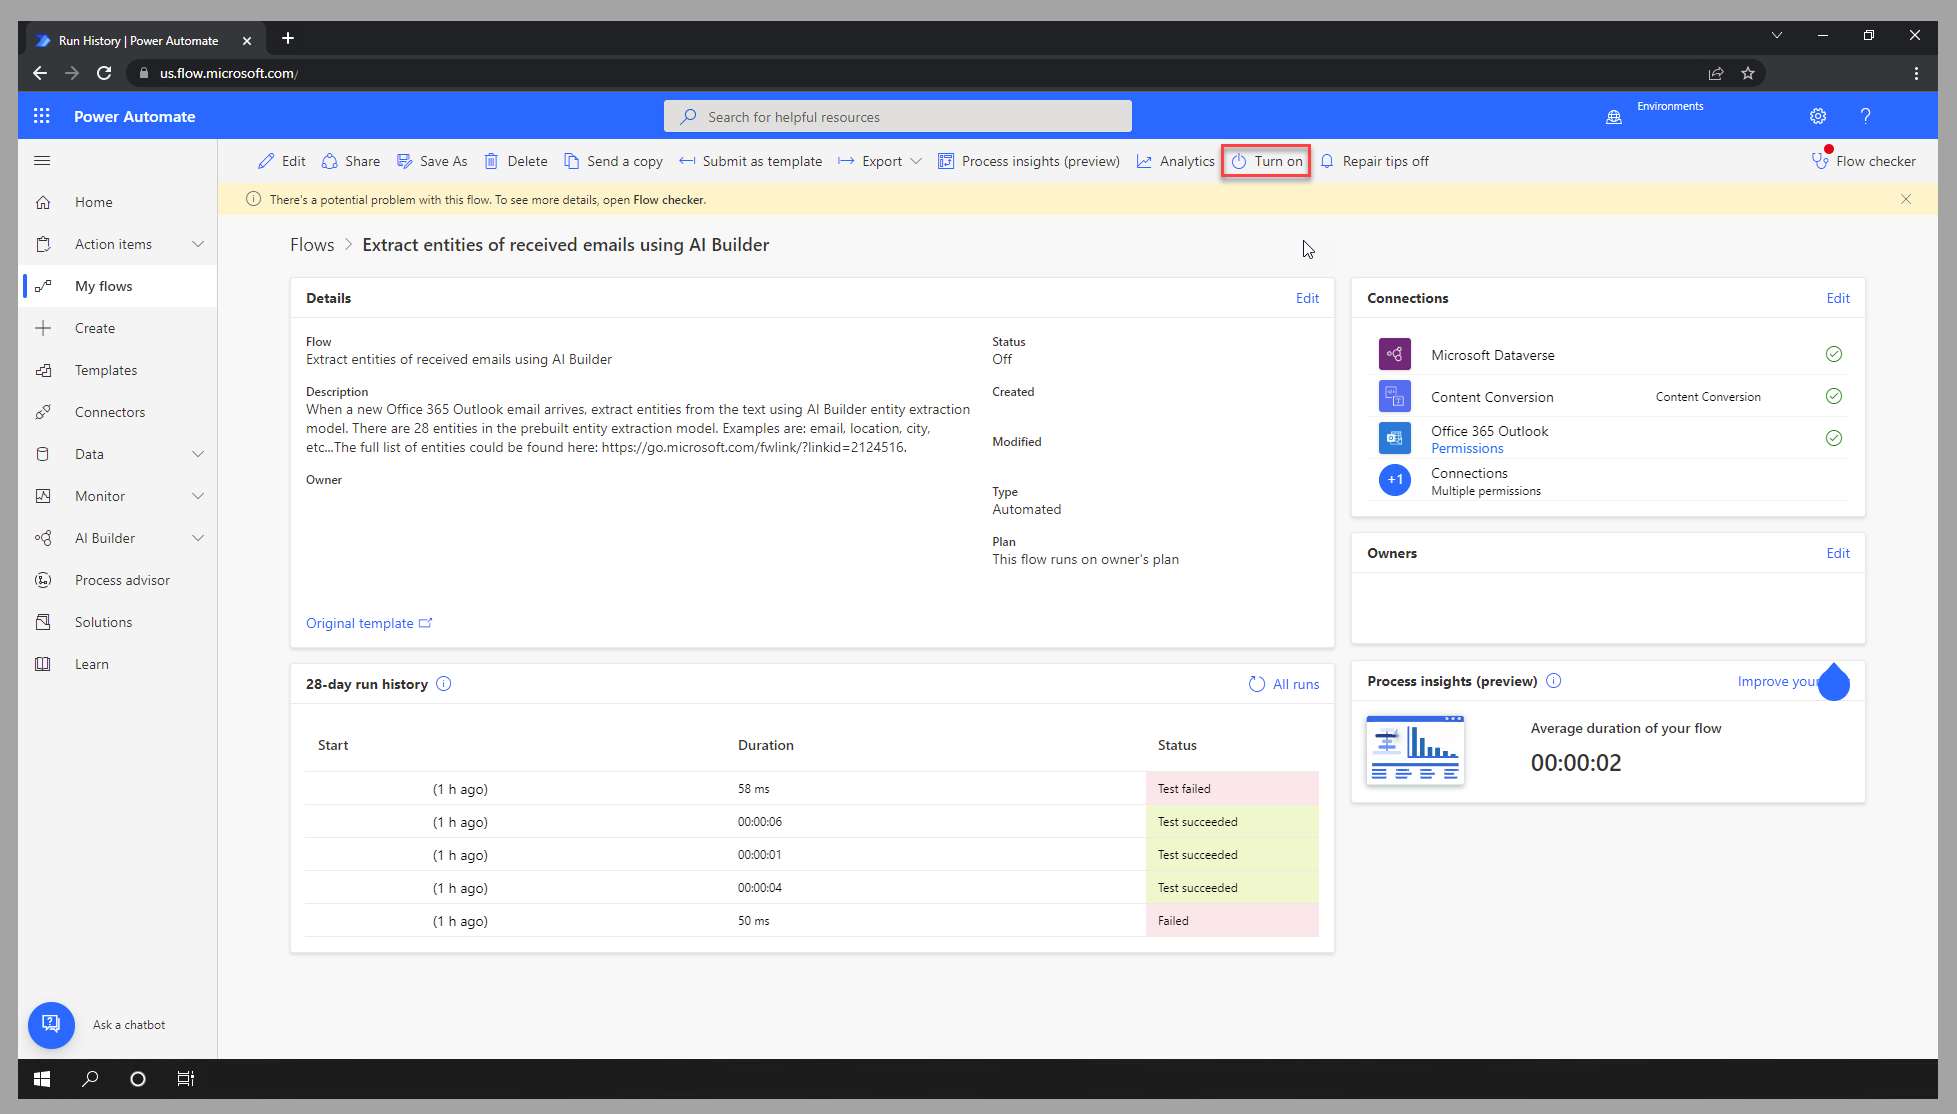 Run History | Power Automate
us.flow.microsoft.com/
Power Automate
Search for helpful resources
Environments
Edit
Share
Save As
Delete
Send a copy
Submit as template
Export
Process insights (preview)
Analytics
Turn on
Repair tips off
Flow checker
There's a potential problem with this flow. To see more details, open Flow checker.
Home
Action items
My flows
Create
Templates
Connectors
Data
Monitor
AI Builder
Process advisor
Solutions
Learn
Ask a chatbot
Flows > Extract entities of received emails using AI Builder
Details
Edit
Flow
Extract entities of received emails using AI Builder
Description
When a new Office 365 Outlook email arrives, extract entities from the text using AI Builder entity extraction
model. There are 28 entities in the prebuilt entity extraction model. Examples are: email, location, city,
etc...The full list of entities could be found here: https://go.microsoft.com/fwlink/?linkid=2124516.
Owner
Status
Off
Created
Modified
Type
Automated
Plan
This flow runs on owner's plan
Original template
Connections
Edit
Microsoft Dataverse
Content Conversion
Content Conversion
Office 365 Outlook
Permissions
+1
Connections
Multiple permissions
Owners
Edit
28-day run history
All runs
Start
Duration
Status
(1 h ago)
58 ms
Test failed
(1 h ago)
00:00:06
Test succeeded
(1 h ago)
00:00:01
Test succeeded
(1 h ago)
00:00:04
Test succeeded
(1 h ago)
50 ms
Failed
Process insights (preview)
Improve your
Average duration of your flow
00:00:02